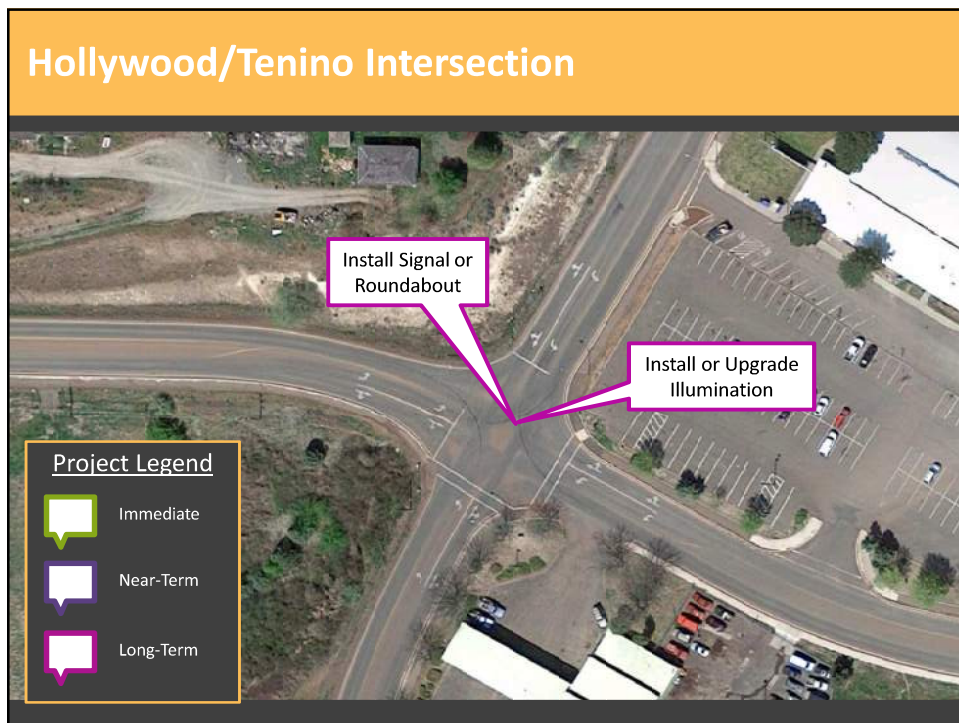 Hollywood/Tenino Intersection
Install Signal or
Roundabout
Install or Upgrade
Illumination
Project Legend
Immediate
Near-Term
Long-Term